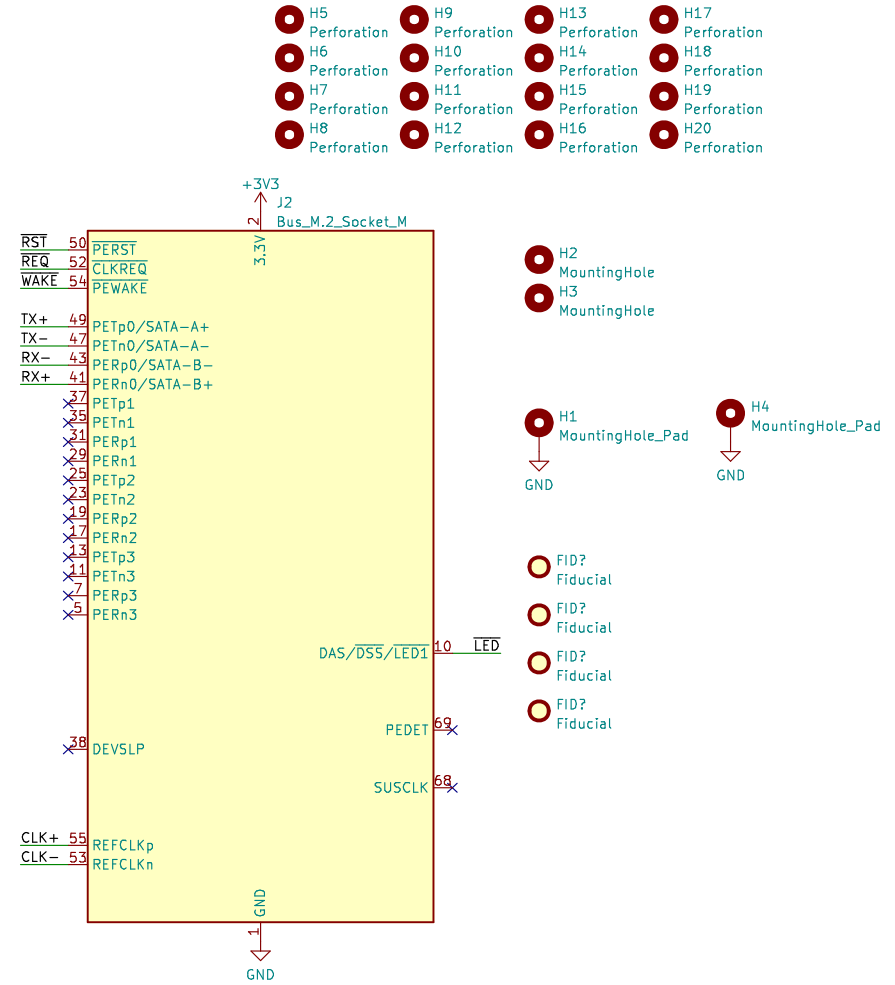 H5
Perforation
H9
Perforation
H13
Perforation
H17
Perforation
H6
Perforation
H10
Perforation
H14
Perforation
H18
Perforation
H7
Perforation
H11
Perforation
H15
Perforation
H19
Perforation
H8
Perforation
H12
Perforation
H16
Perforation
H20
Perforation
+3V3
J2
Bus_M.2_Socket_M
2
3.3V
RST 50 PERST
REQ 52 CLKREQ
WAKE 54 PEWAKE
TX+ 49 PETp0/SATA-A+
TX- 47 PETn0/SATA-A-
RX- 43 PERp0/SATA-B-
RX+ 41 PERn0/SATA-B+
37 PETp1
35 PETn1
31 PERp1
29 PERn1
25 PETp2
23 PETn2
19 PERp2
17 PERn2
13 PETp3
11 PETn3
7 PERp3
5 PERn3
DAS/DSS/LED1 10 LED
PEDET 69
38 DEVSLP
SUSCLK 68
CLK+ 55 REFCLKp
CLK- 53 REFCLKn
GND
1
GND
H2
MountingHole
H3
MountingHole
H1
MountingHole_Pad
GND
H4
MountingHole_Pad
GND
FID?
Fiducial
FID?
Fiducial
FID?
Fiducial
FID?
Fiducial